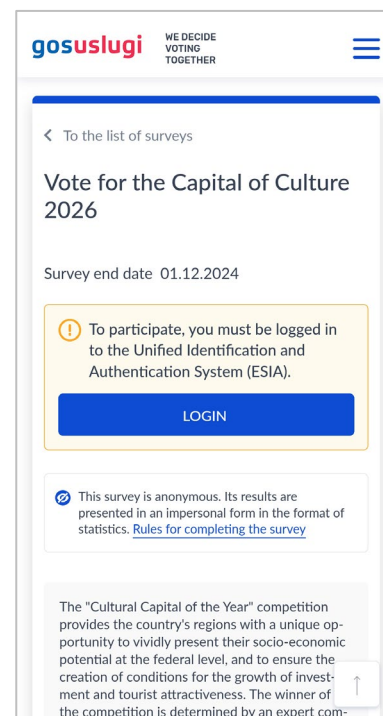 gosuslugi
WE DECIDE
VOTING
TOGETHER
To the list of surveys
Vote for the Capital of Culture
2026
Survey end date 01.12.2024
To participate, you must be logged in
to the Unified Identification and
Authentication System (ESIA).
LOGIN
This survey is anonymous. Its results are
presented in an impersonal form in the format of
statistics. Rules for completing the survey
The "Cultural Capital of the Year" competition
provides the country's regions with a unique op-
portunity to vividly present their socio-economic
potential at the federal level, and to ensure the
creation of conditions for the growth of invest-
ment and tourist attractiveness. The winner of
the competition is determined by an expert com-